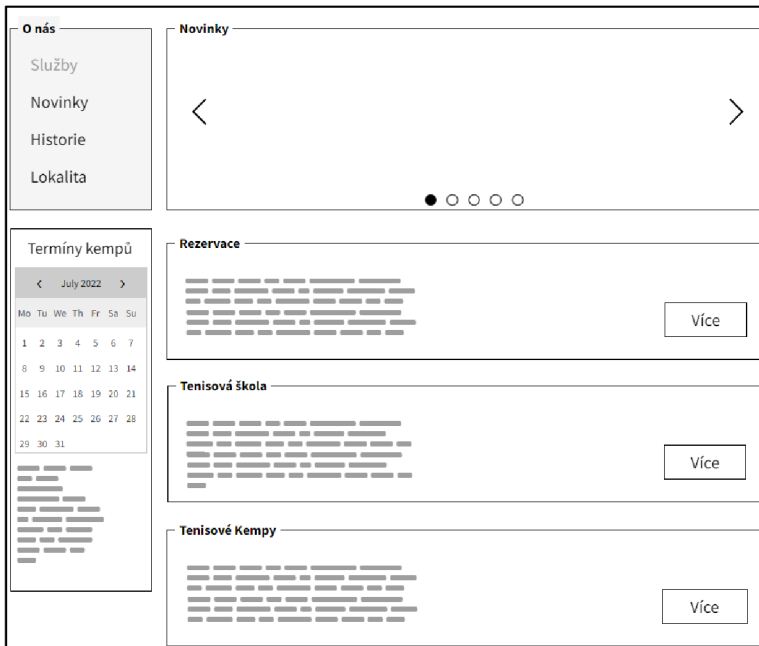 O nás
Služby
Novinky
Historie
Lokalita
Novinky
Termíny kempů
July 2022
Mo Tu We Th Fr Sa Su
1 2 3 4 5 6 7
8 9 10 11 12 13 14
15 16 17 18 19 20 21
22 23 24 25 26 27 28
29 30 31
Rezervace
Více
Tenisová škola
Více
Tenisové Kempy
Více